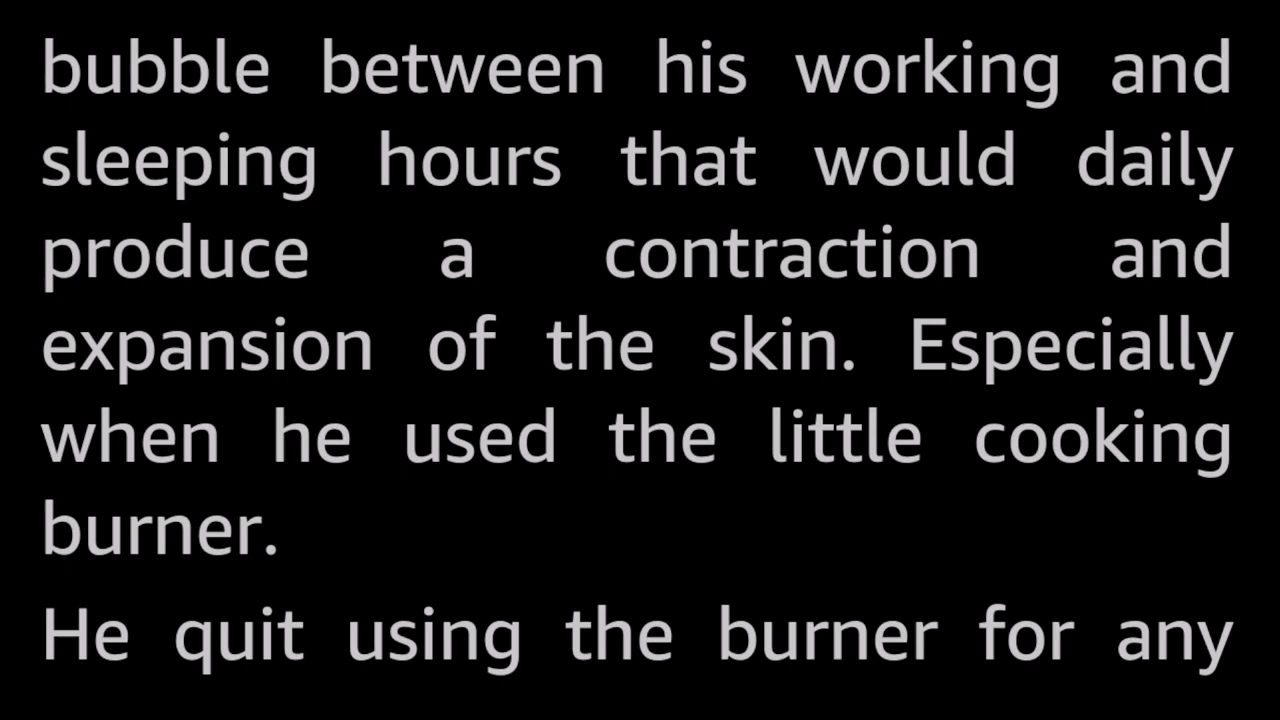 bubble between his working and
sleeping hours that would daily
produce a contraction and
expansion of the skin. Especially
when he used the little cooking
burner.
He quit using the burner for any